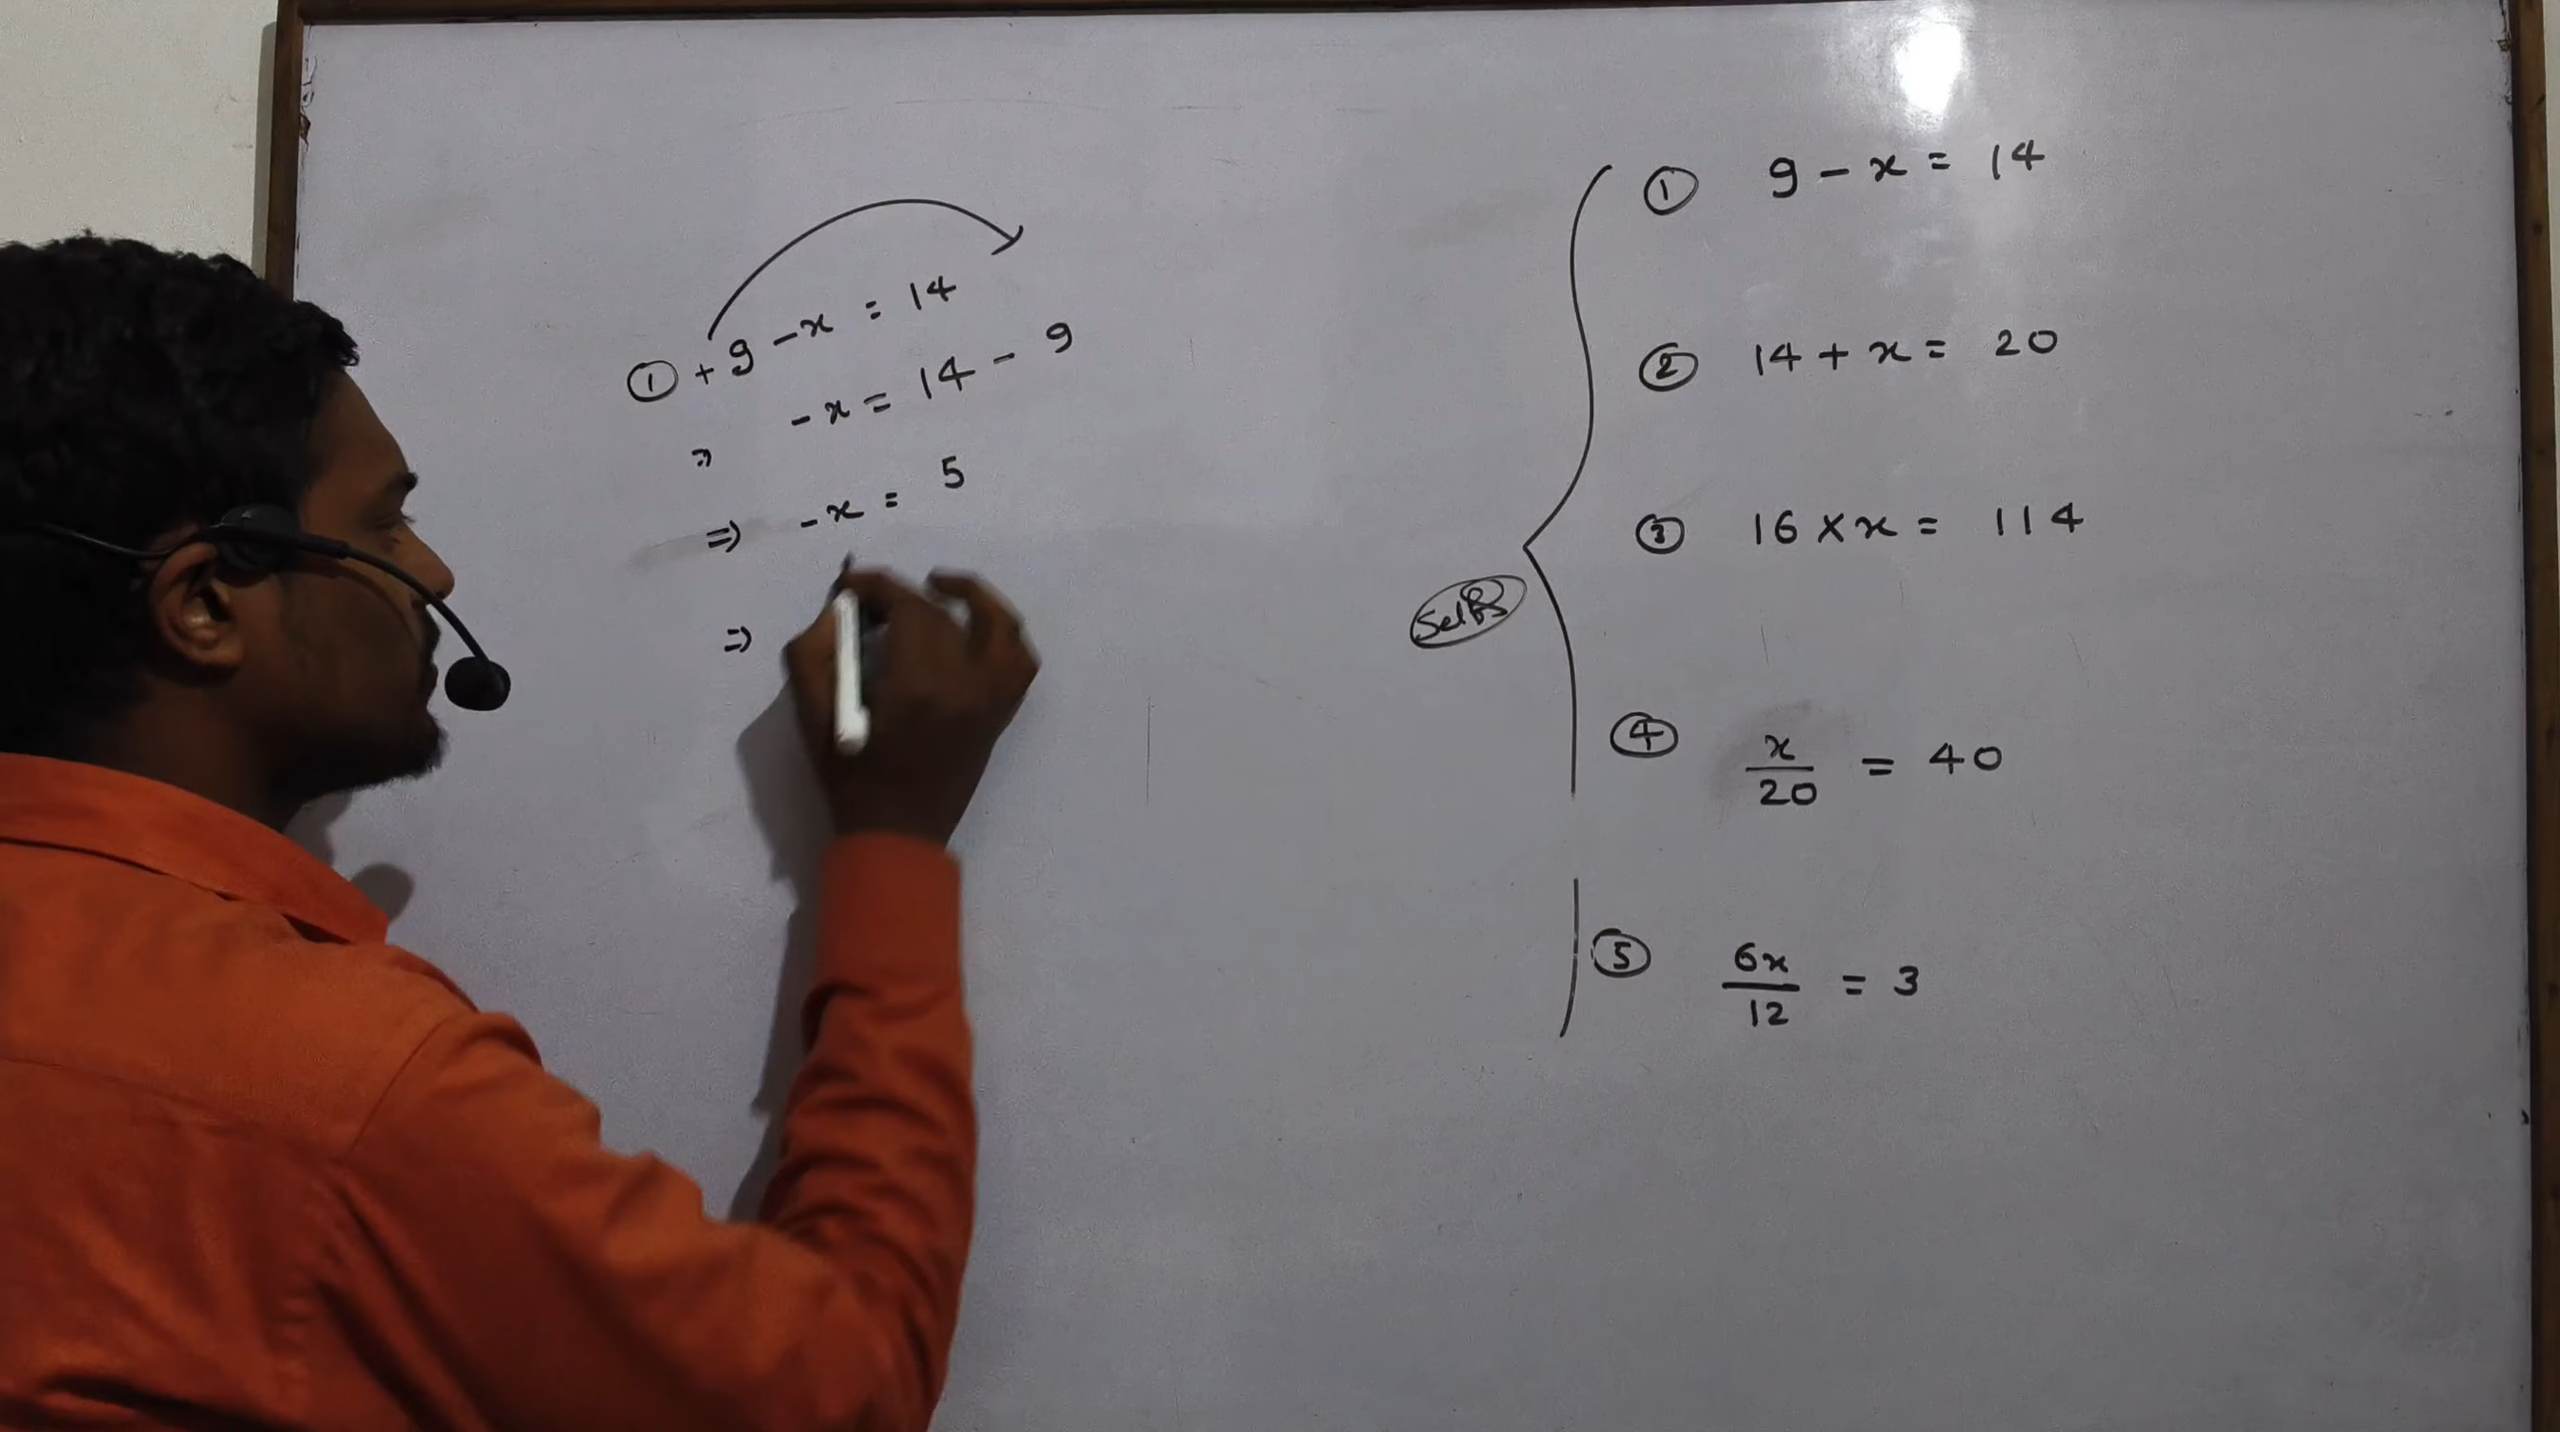 ① + 9 - x = 14
⇒ - x = 14 - 9
⇒ - x = 5
⇒
① 9 - x = 14
② 14 + x = 20
③ 16 × x = 114
④ x/20 = 40
⑤ 6x/12 = 3